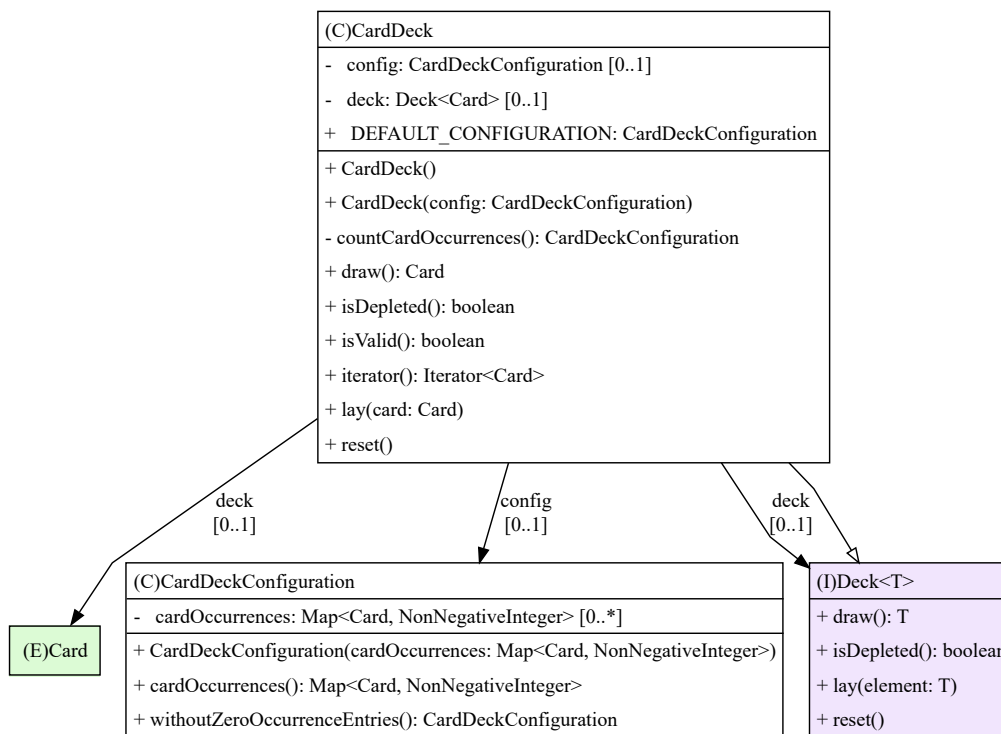 (C)CardDeck
- config: CardDeckConfiguration [0..1]
- deck: Deck<Card> [0..1]
+ DEFAULT_CONFIGURATION: CardDeckConfiguration
+ CardDeck()
+ CardDeck(config: CardDeckConfiguration)
- countCardOccurrences(): CardDeckConfiguration
+ draw(): Card
+ isDepleted(): boolean
+ isValid(): boolean
+ iterator(): Iterator<Card>
+ lay(card: Card)
+ reset()
deck
[0..1]
config
[0..1]
deck
[0..1]
(E)Card
(C)CardDeckConfiguration
- cardOccurrences: Map<Card, NonNegativeInteger> [0..*]
+ CardDeckConfiguration(cardOccurrences: Map<Card, NonNegativeInteger>)
+ cardOccurrences(): Map<Card, NonNegativeInteger>
+ withoutZeroOccurrenceEntries(): CardDeckConfiguration
(I)Deck<T>
+ draw(): T
+ isDepleted(): boolean
+ lay(element: T)
+ reset()